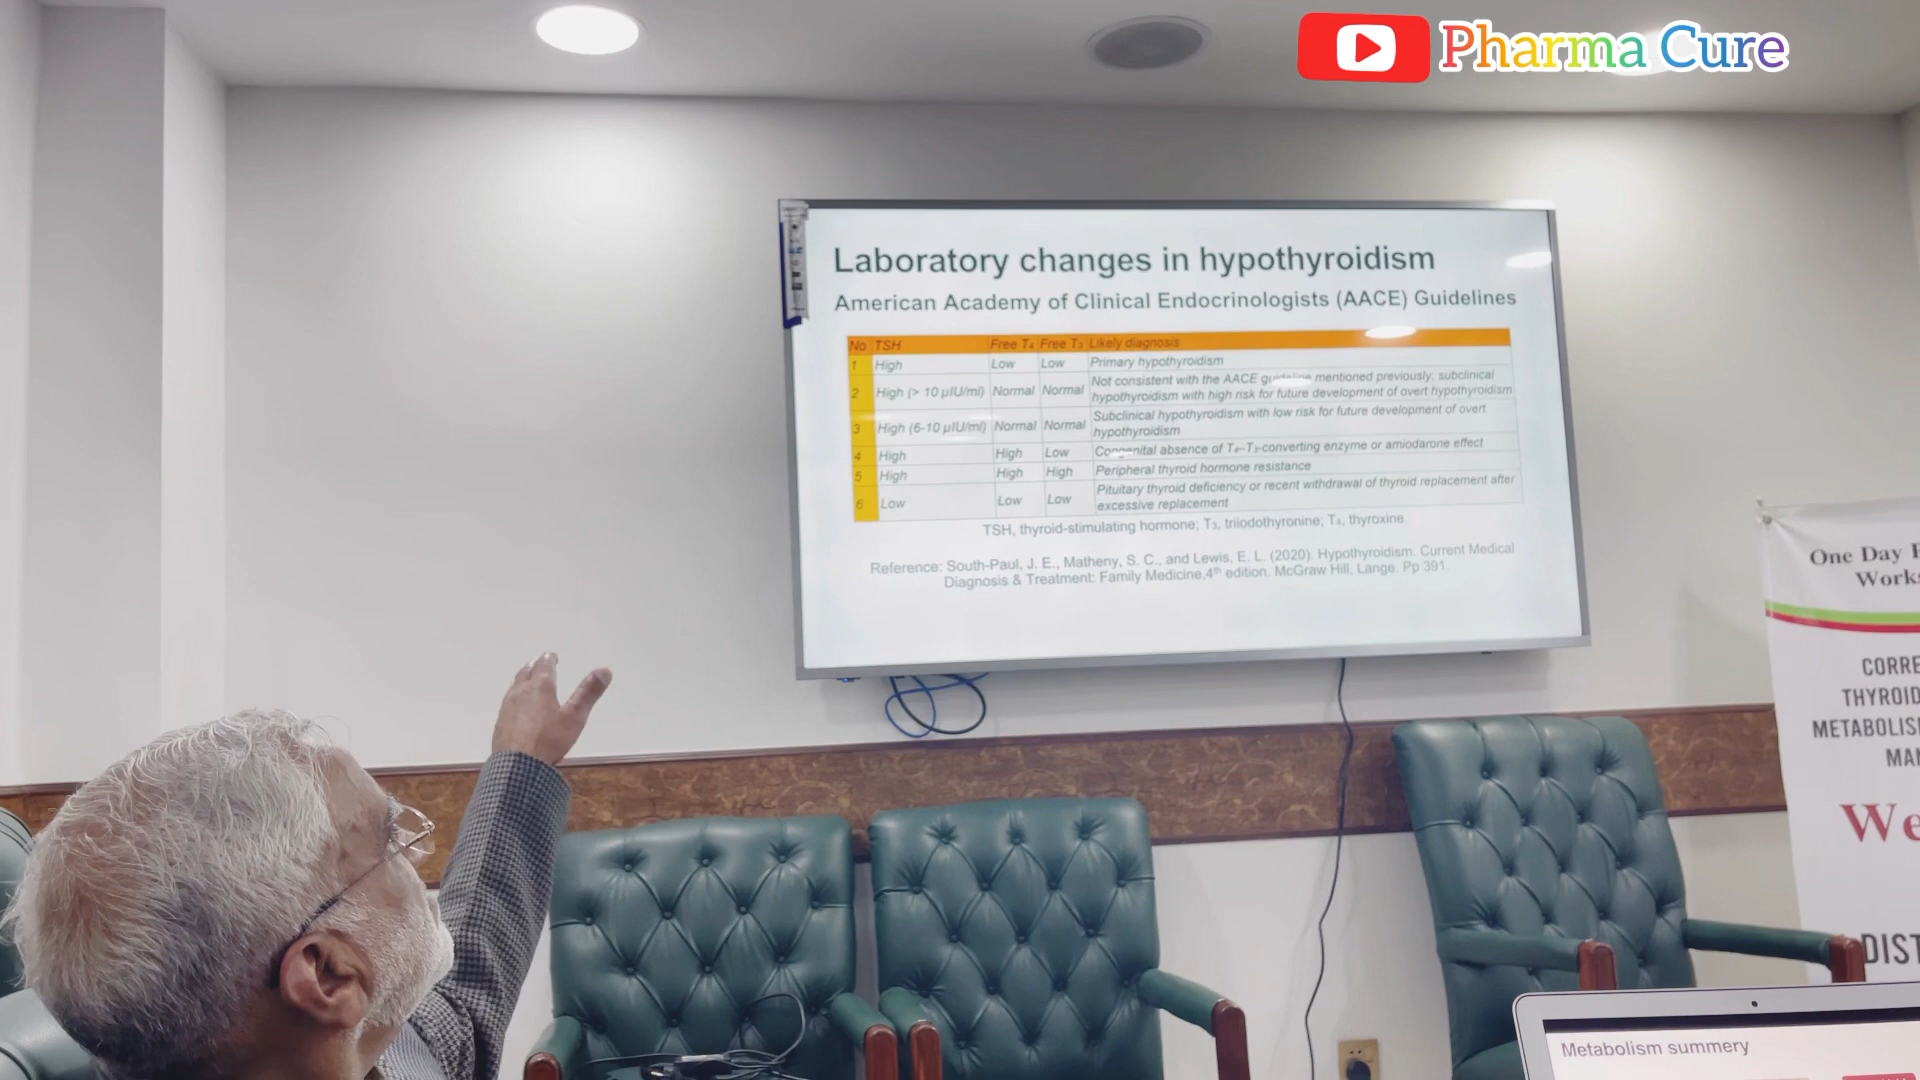 Pharma Cure
Laboratory changes in hypothyroidism
American Academy of Clinical Endocrinologists (AACE) Guidelines
No TSH Free T₄ Free T₃ Likely diagnosis
1 High Low Low Primary hypothyroidism
2 High (> 10 µIU/ml) Normal Normal Not consistent with the AACE guideline mentioned previously; subclinical
hypothyroidism with high risk for future development of overt hypothyroidism
3 High (6-10 µIU/ml) Normal Normal Subclinical hypothyroidism with low risk for future development of overt
hypothyroidism
4 High High Low Congenital absence of T₄–T₃-converting enzyme or amiodarone effect
5 High High High Peripheral thyroid hormone resistance
6 Low Low Low Pituitary thyroid deficiency or recent withdrawal of thyroid replacement after
excessive replacement
TSH, thyroid-stimulating hormone; T₃, triiodothyronine; T₄, thyroxine.
Reference: South-Paul, J. E., Matheny, S. C., and Lewis, E. L. (2020). Hypothyroidism. Current Medical
Diagnosis & Treatment: Family Medicine,4th edition. McGraw Hill, Lange. Pp 391.
One Day
Works
CORRE
THYROID
METABOLIS
MA
We
DIST
Metabolism summery